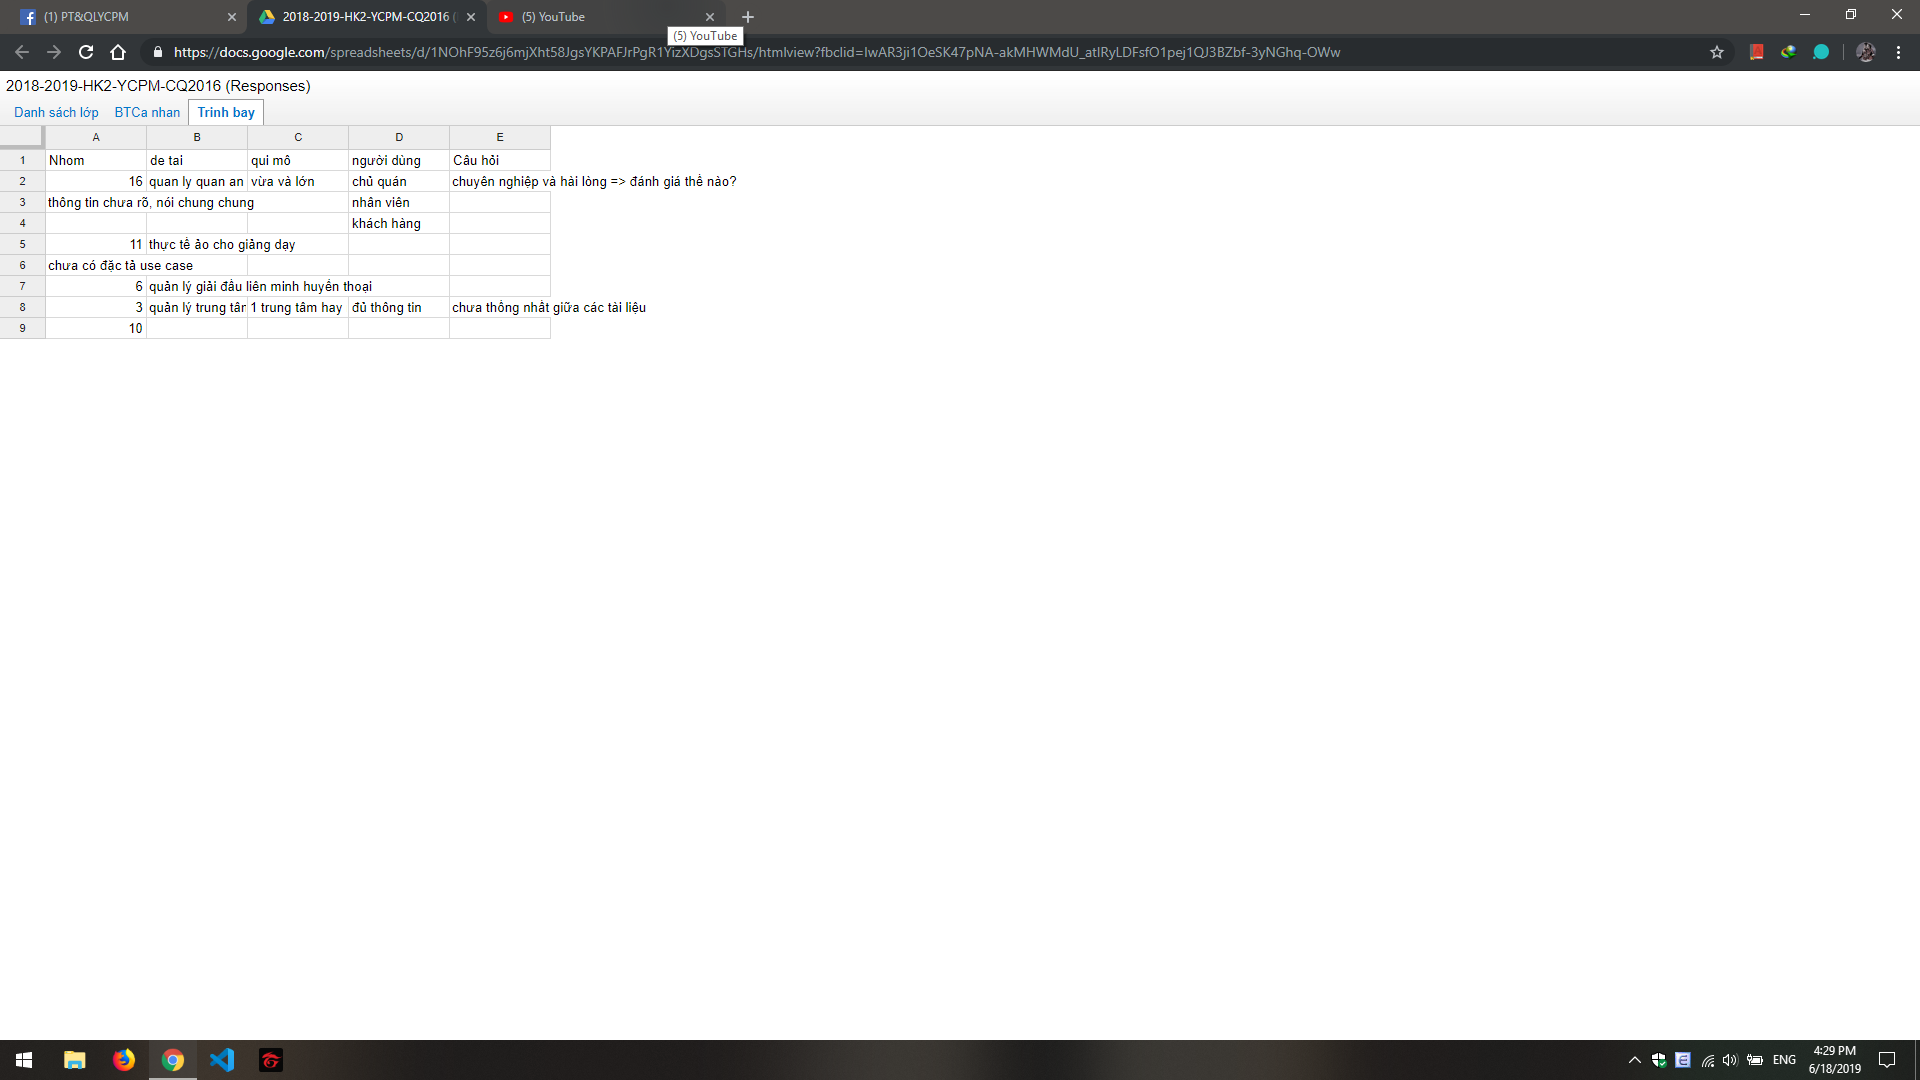 (1) PT&QLYCPM
2018-2019-HK2-YCPM-CQ2016 (
(5) YouTube
(5) YouTube
https://docs.google.com/spreadsheets/d/1NOhF95z6j6mjXht58JgsYKPAFJrPgR1YizXDgsSTGHs/htmlview?fbclid=IwAR3ji1OeSK47pNA-akMHWMdU_atlRyLDFsfO1pej1QJ3BZbf-3yNGhq-OWw
2018-2019-HK2-YCPM-CQ2016 (Responses)
Danh sách lớp BTCa nhan Trinh bay
A B C D E
1 Nhom de tai qui mô người dùng Câu hỏi
2 16 quan ly quan an vừa và lớn chủ quán chuyên nghiệp và hài lòng => đánh giá thế nào?
3 thông tin chưa rõ, nói chung chung nhân viên
4 khách hàng
5 11 thực tế ảo cho giảng dạy
6 chưa có đặc tả use case
7 6 quản lý giải đấu liên minh huyền thoại
8 3 quản lý trung tâm 1 trung tâm hay đủ thông tin chưa thống nhất giữa các tài liệu
9 10
ENG
4:29 PM
6/18/2019